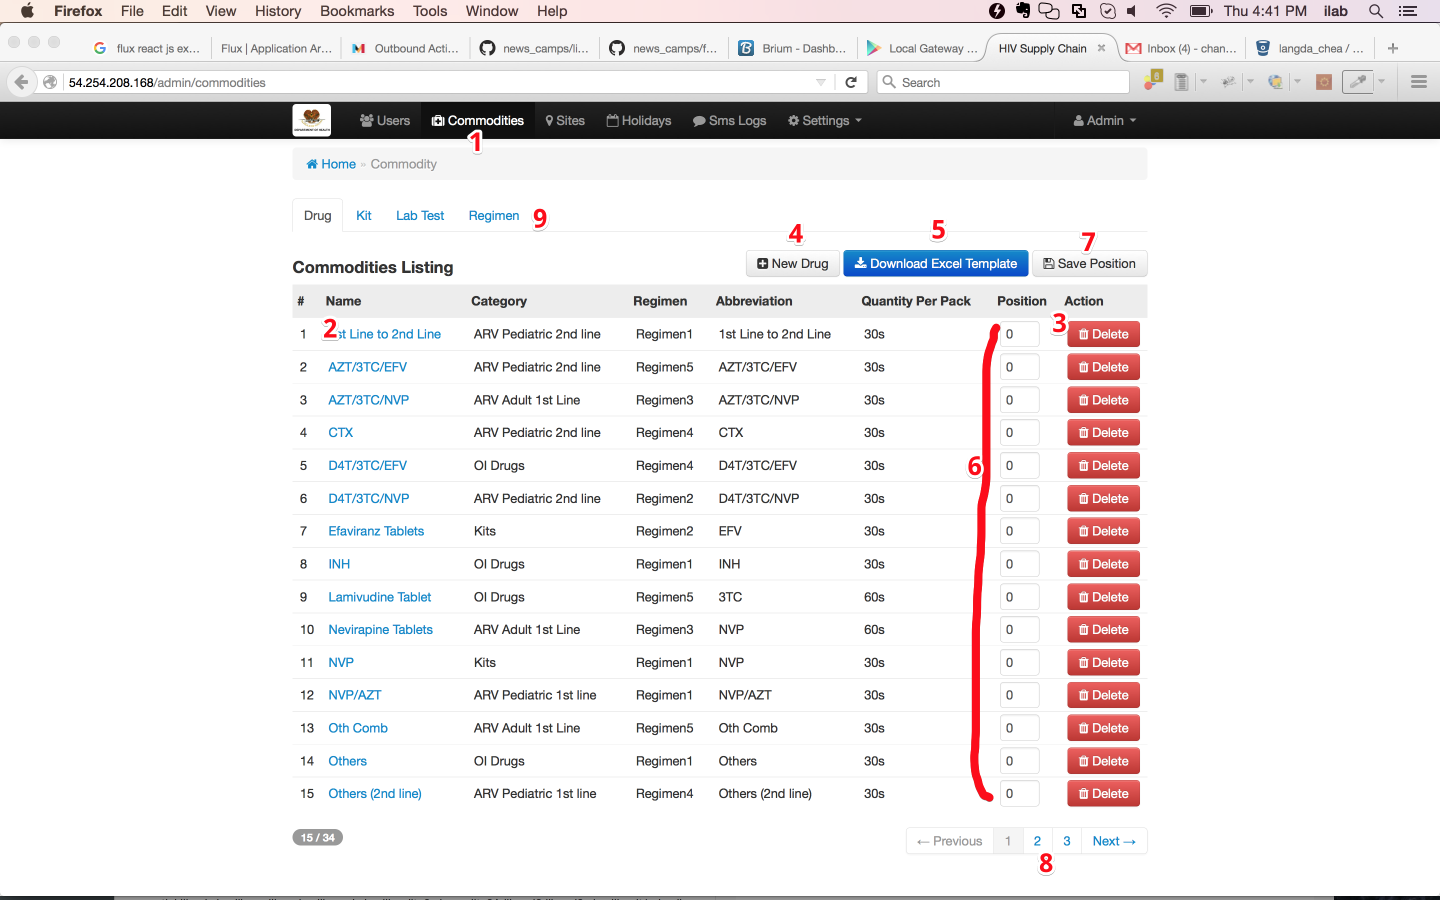 Firefox File Edit View History Bookmarks Tools Window Help Thu 4:41 PM ilab
flux react js ex... Flux | Application Ar... Outbound Acti... news_camps/li... news_camps/f... Brium - Dashb... Local Gateway ... HIV Supply Chain × Inbox (4) - chan... langda_chea / ... +
54.254.208.168/admin/commodities Search
Users Commodities Sites Holidays Sms Logs Settings Admin
1
Home » Commodity
Drug Kit Lab Test Regimen 9
4 5 7
Commodities Listing New Drug Download Excel Template Save Position
# Name Category Regimen Abbreviation Quantity Per Pack Position Action
1 2 st Line to 2nd Line ARV Pediatric 2nd line Regimen1 1st Line to 2nd Line 30s 0 3 Delete
2 AZT/3TC/EFV ARV Pediatric 2nd line Regimen5 AZT/3TC/EFV 30s 0 Delete
3 AZT/3TC/NVP ARV Adult 1st Line Regimen3 AZT/3TC/NVP 30s 0 Delete
4 CTX ARV Pediatric 2nd line Regimen4 CTX 30s 0 Delete
5 D4T/3TC/EFV OI Drugs Regimen4 D4T/3TC/EFV 30s 6 0 Delete
6 D4T/3TC/NVP ARV Pediatric 2nd line Regimen2 D4T/3TC/NVP 30s 0 Delete
7 Efaviranz Tablets Kits Regimen2 EFV 30s 0 Delete
8 INH OI Drugs Regimen1 INH 30s 0 Delete
9 Lamivudine Tablet OI Drugs Regimen5 3TC 60s 0 Delete
10 Nevirapine Tablets ARV Adult 1st Line Regimen3 NVP 60s 0 Delete
11 NVP Kits Regimen1 NVP 30s 0 Delete
12 NVP/AZT ARV Pediatric 1st line Regimen1 NVP/AZT 30s 0 Delete
13 Oth Comb ARV Adult 1st Line Regimen5 Oth Comb 30s 0 Delete
14 Others OI Drugs Regimen1 Others 30s 0 Delete
15 Others (2nd line) ARV Pediatric 1st line Regimen4 Others (2nd line) 30s 0 Delete
15 / 34 ← Previous 1 2 3 Next →
8